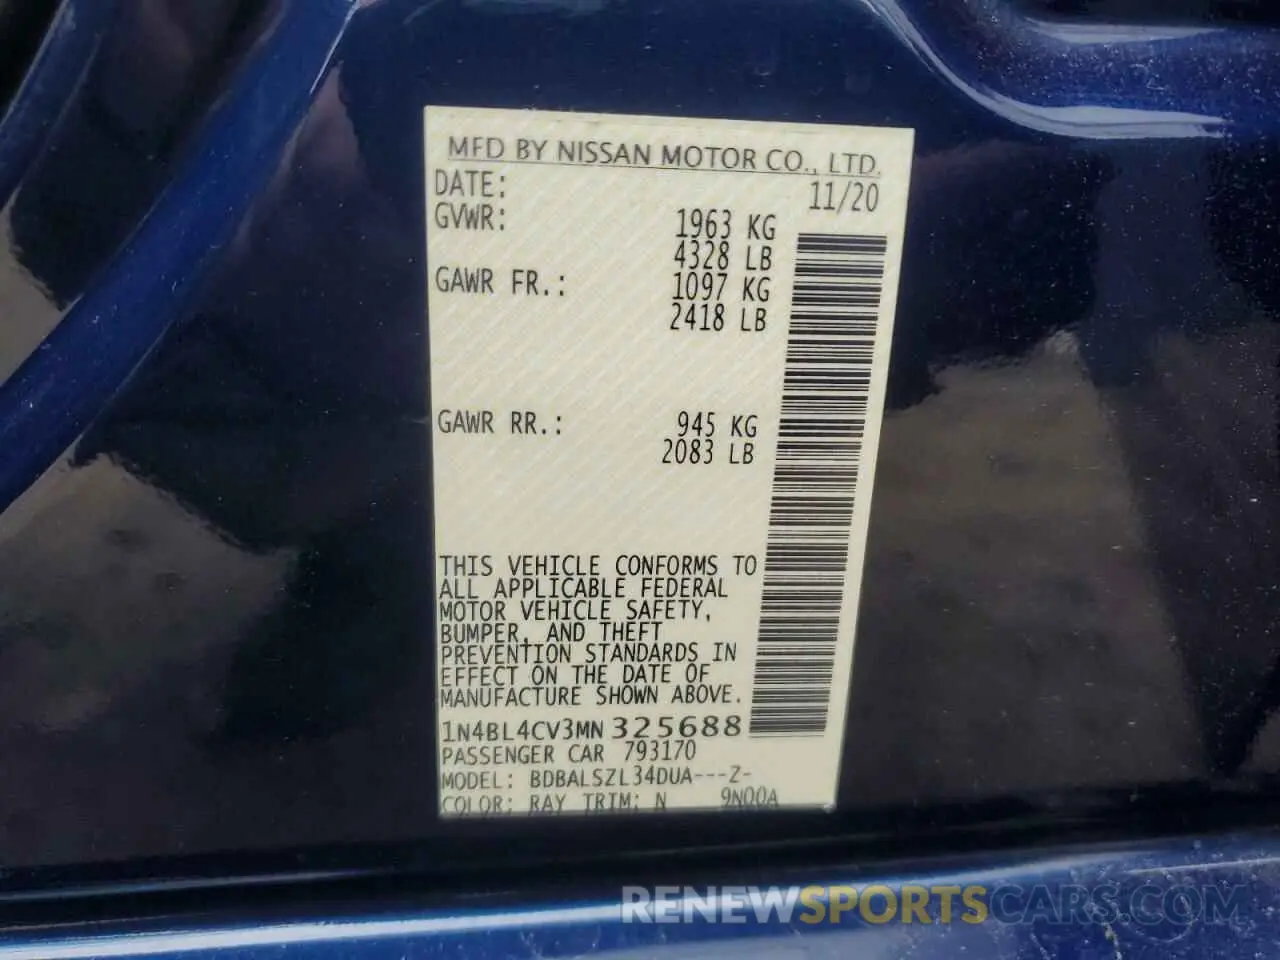 MFD BY NISSAN MOTOR CO., LTD.
DATE: 11/20
GVWR: 1963 KG
4328 LB
GAWR FR.: 1097 KG
2418 LB
GAWR RR.: 945 KG
2083 LB
THIS VEHICLE CONFORMS TO
ALL APPLICABLE FEDERAL
MOTOR VEHICLE SAFETY,
BUMPER, AND THEFT
PREVENTION STANDARDS IN
EFFECT ON THE DATE OF
MANUFACTURE SHOWN ABOVE.
1N4BL4CV3MN 325688
PASSENGER CAR 793170
MODEL: BDBALSZL34DUA---Z-
COLOR: RAY TRIM: N 9N00A
RENEWSPORTSCARS.COM